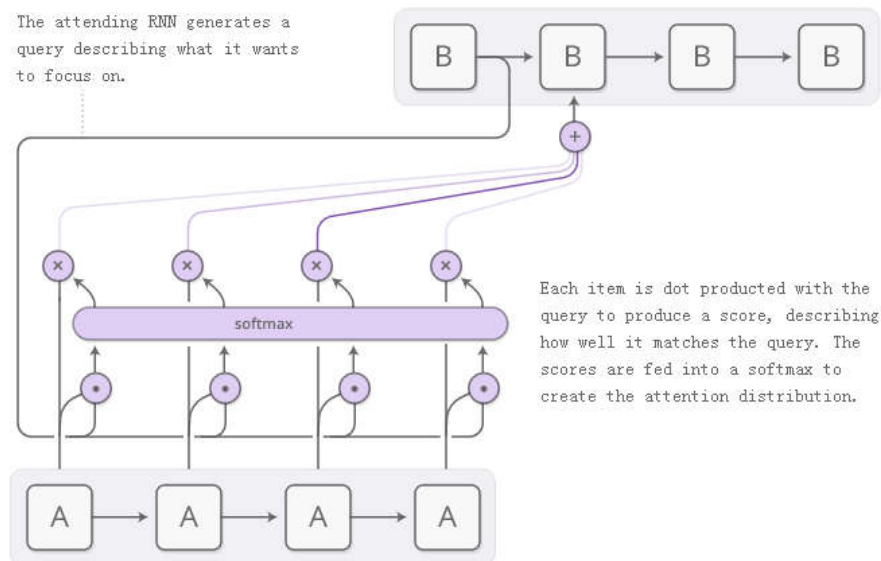 The attending RNN generates a
query describing what it wants
to focus on.
B B B B
+
× × × ×
Each item is dot producted with the
query to produce a score, describing
how well it matches the query. The
scores are fed into a softmax to
create the attention distribution.
softmax
A A A A